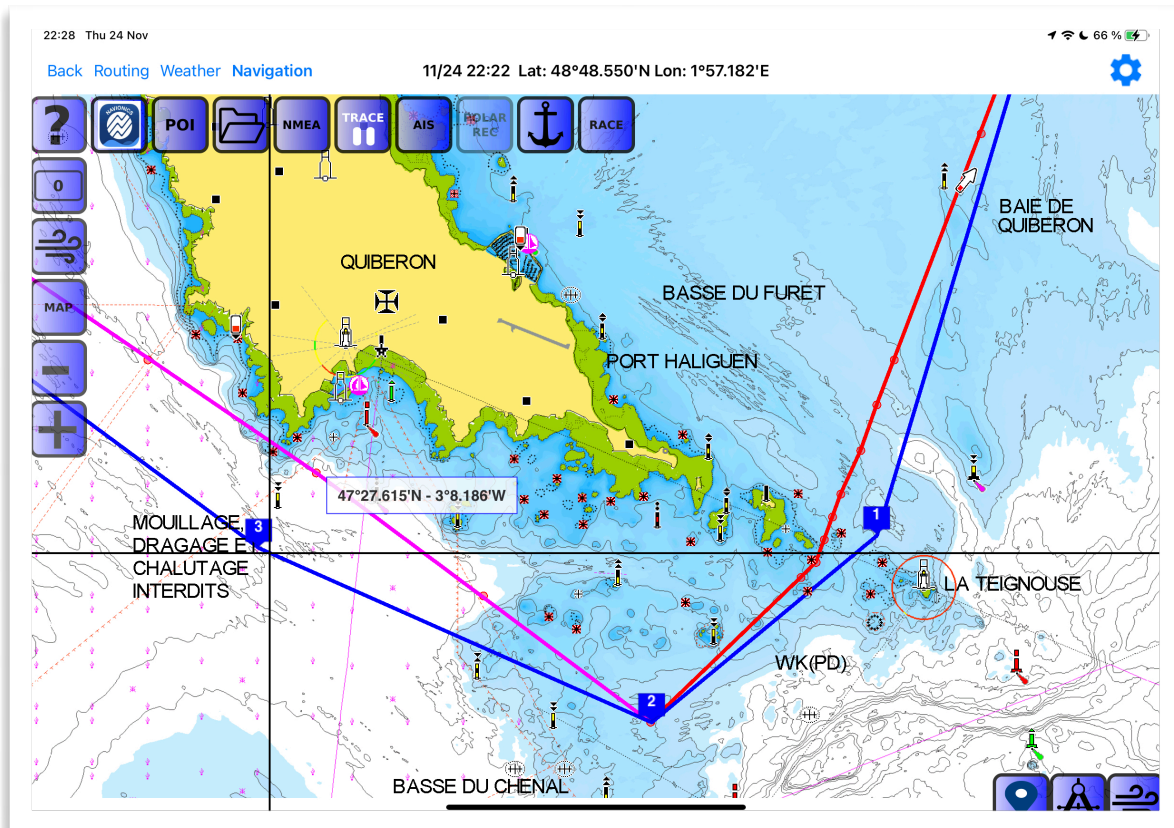 22:28 Thu 24 Nov
66 %
Back Routing Weather Navigation
11/24 22:22 Lat: 48°48.550'N Lon: 1°57.182'E
?
NAVIONICS
POI
NMEA
TRACE
AIS
POLAR
REC
RACE
0
MAP
BAIE DE
QUIBERON
QUIBERON
BASSE DU FURET
PORT HALIGUEN
47°27.615'N - 3°8.186'W
1
MOUILLAGE,
3
DRAGAGE E
CHALUTAGE
INTERDITS
LA TEIGNOUSE
WK(PD)
2
BASSE DU CHENAL